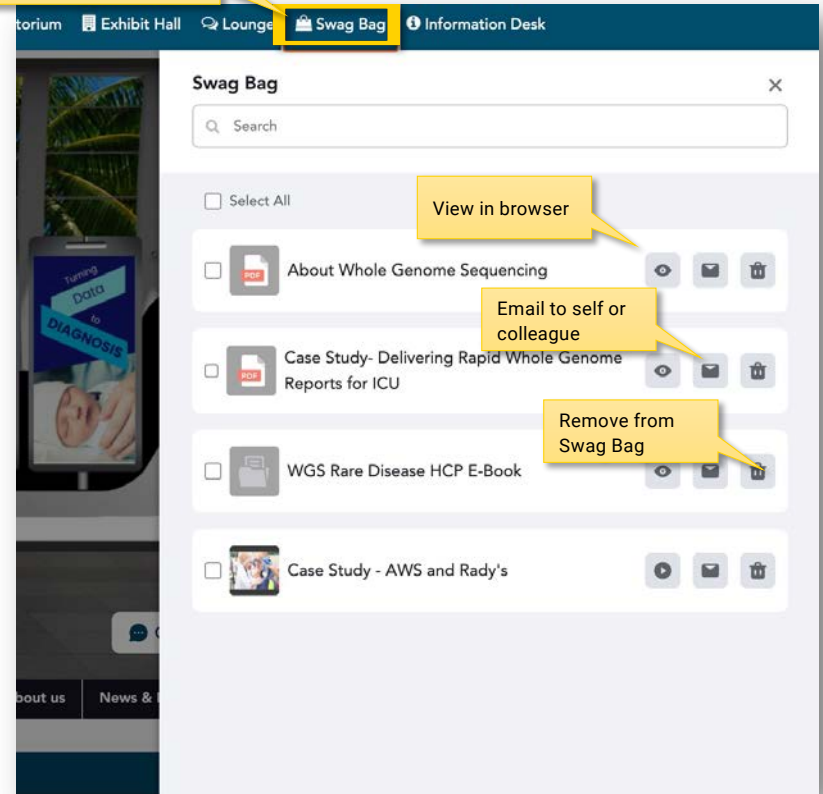 torium Exhibit Hall Lounge Swag Bag Information Desk
Swag Bag
Search
Select All
View in browser
About Whole Genome Sequencing
PDF
Email to self or
colleague
Case Study- Delivering Rapid Whole Genome
Reports for ICU
PDF
Remove from
Swag Bag
WGS Rare Disease HCP E-Book
Case Study - AWS and Rady's
Turning
Data
to
DIAGNOSIS
bout us News &